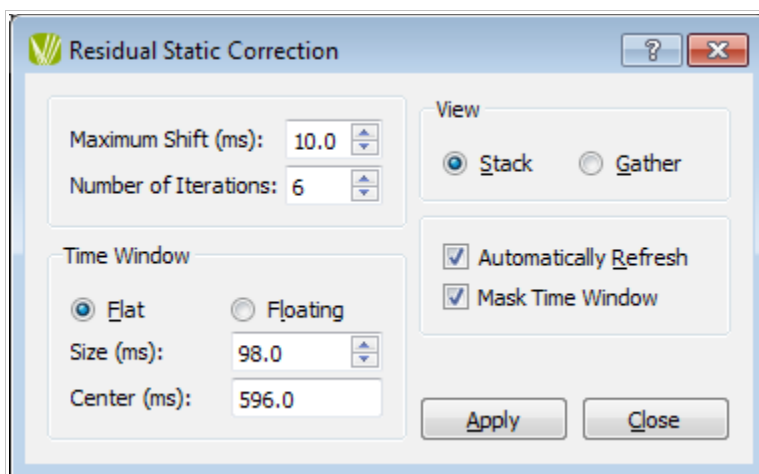 Residual Static Correction
?
Maximum Shift (ms): 10.0
Number of Iterations: 6
Time Window
Flat Floating
Size (ms): 98.0
Center (ms): 596.0
View
Stack Gather
Automatically Refresh
Mask Time Window
Apply Close